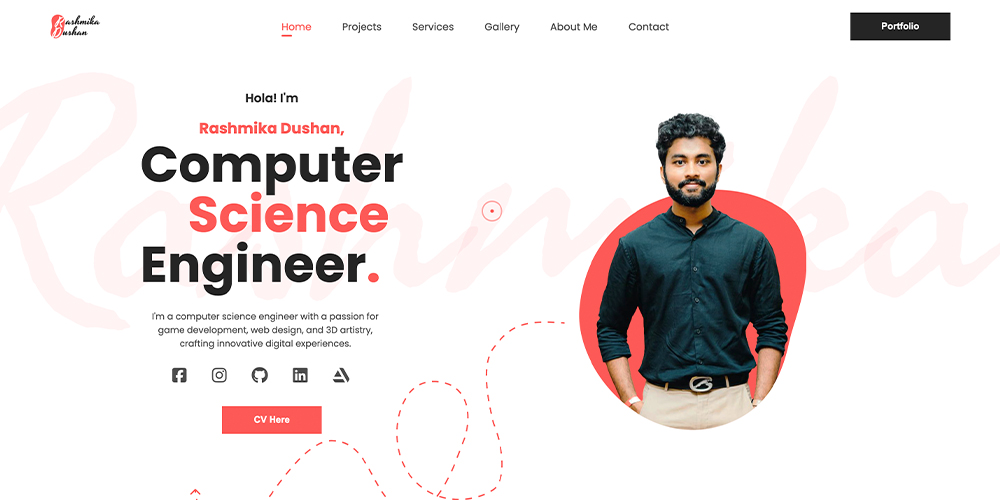 Rashmika
Dushan
Home
Projects
Services
Gallery
About Me
Contact
Portfolio
Rashmika
Hola! I'm
Rashmika Dushan,
Computer
Science
Engineer.
I'm a computer science engineer with a passion for
game development, web design, and 3D artistry,
crafting innovative digital experiences.
CV Here